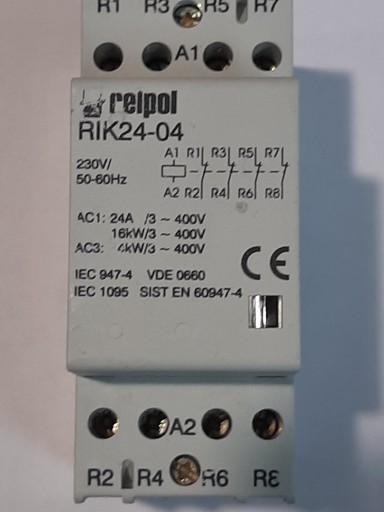 R1 R3 R5 R7
A1
relpol
RIK24-04
230V/
50-60Hz
A1 R1 R3 R5 R7
A2 R2 R4 R6 R8
AC1: 24A /3 ~ 400V
16kW/3 ~ 400V
AC3: 4kW/3 ~ 400V
CE
IEC 947-4 VDE 0660
IEC 1095 SIST EN 60947-4
A2
R2 R4 R6 R8